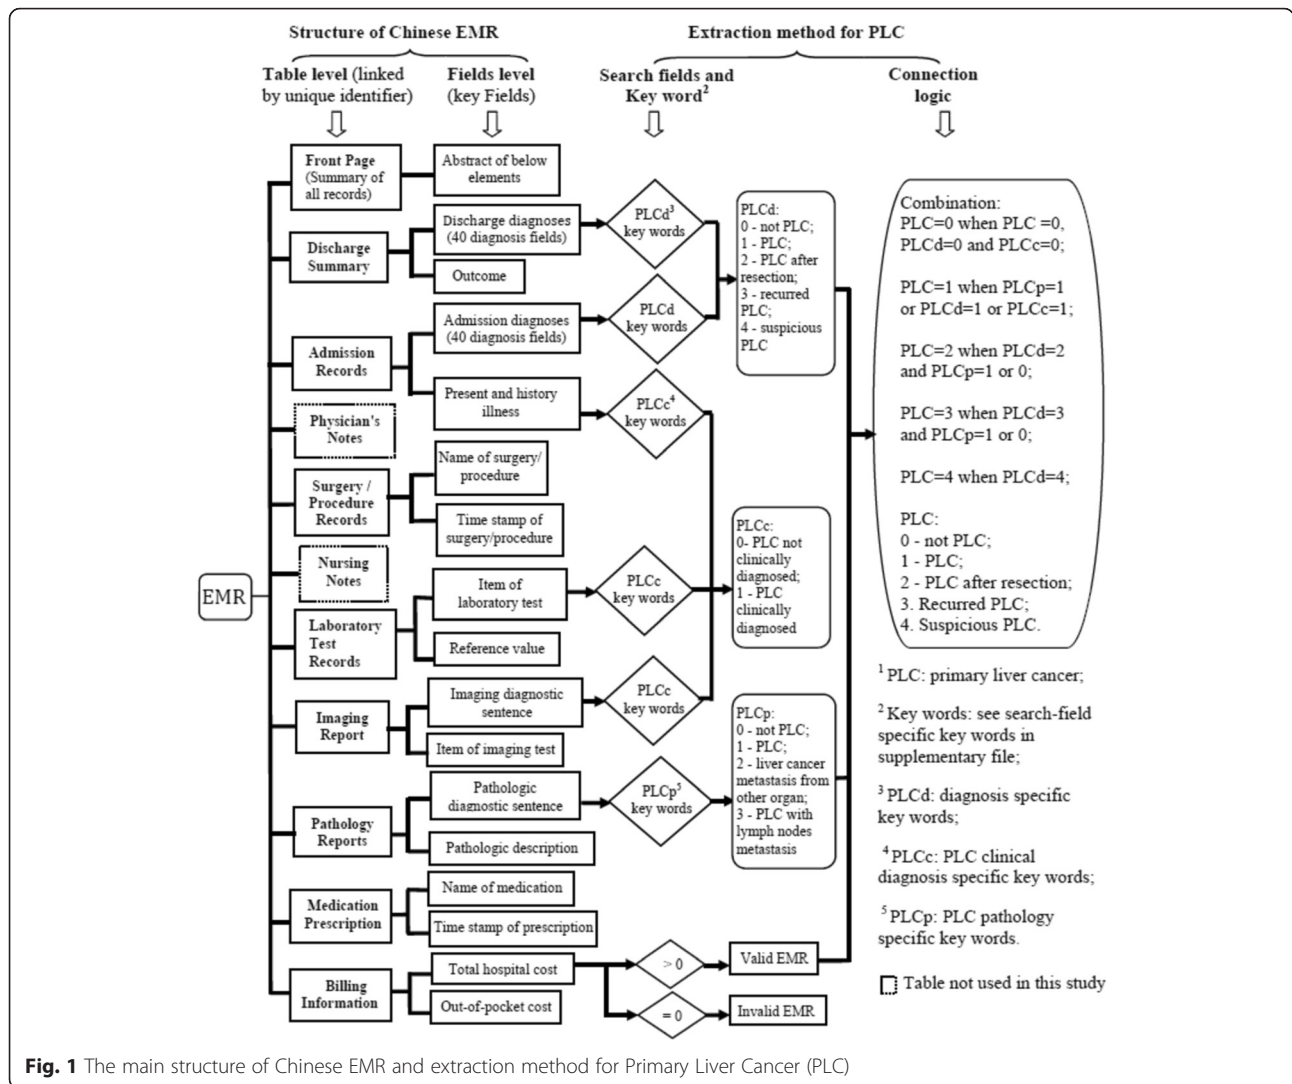 Structure of Chinese EMR
Extraction method for PLC
Table level (linked
by unique identifier)
Fields level
(key Fields)
Search fields and
Key word2
Connection
logic
EMR
Front Page
(Summary of
all records)
Abstract of below
elements
Discharge
Summary
Discharge diagnoses
(40 diagnosis fields)
Outcome
PLCd3
key words
Admission
Records
Admission diagnoses
(40 diagnosis fields)
PLCd
key words
Present and history
illness
PLCc4
key words
Physician's
Notes
Surgery /
Procedure
Records
Name of surgery/
procedure
Time stamp of
surgery/procedure
Nursing
Notes
Laboratory
Test
Records
Item of
laboratory test
Reference value
PLCc
key words
Imaging
Report
Imaging diagnostic
sentence
Item of imaging test
PLCc
key words
Pathology
Reports
Pathologic
diagnostic sentence
Pathologic description
PLCp5
key words
Medication
Prescription
Name of medication
Time stamp of prescription
Billing
Information
Total hospital cost
Out-of-pocket cost
> 0
= 0
Valid EMR
Invalid EMR
PLCd:
0 - not PLC;
1 - PLC;
2 - PLC after
resection;
3 - recurred
PLC;
4 - suspicious
PLC
PLCc:
0- PLC not
clinically
diagnosed;
1 - PLC
clinically
diagnosed
PLCp:
0 - not PLC;
1 - PLC;
2 - liver cancer
metastasis from
other organ;
3 - PLC with
lymph nodes
metastasis
Combination:
PLC=0 when PLC =0,
PLCd=0 and PLCc=0;
PLC=1 when PLCp=1
or PLCd=1 or PLCc=1;
PLC=2 when PLCd=2
and PLCp=1 or 0;
PLC=3 when PLCd=3
and PLCp=1 or 0;
PLC=4 when PLCd=4;
PLC:
0 - not PLC;
1 - PLC;
2 - PLC after resection;
3. Recurred PLC;
4. Suspicious PLC.
1 PLC: primary liver cancer;
2 Key words: see search-field
specific key words in
supplementary file;
3 PLCd: diagnosis specific
key words;
4 PLCc: PLC clinical
diagnosis specific key words;
5 PLCp: PLC pathology
specific key words.
Table not used in this study
Fig. 1 The main structure of Chinese EMR and extraction method for Primary Liver Cancer (PLC)